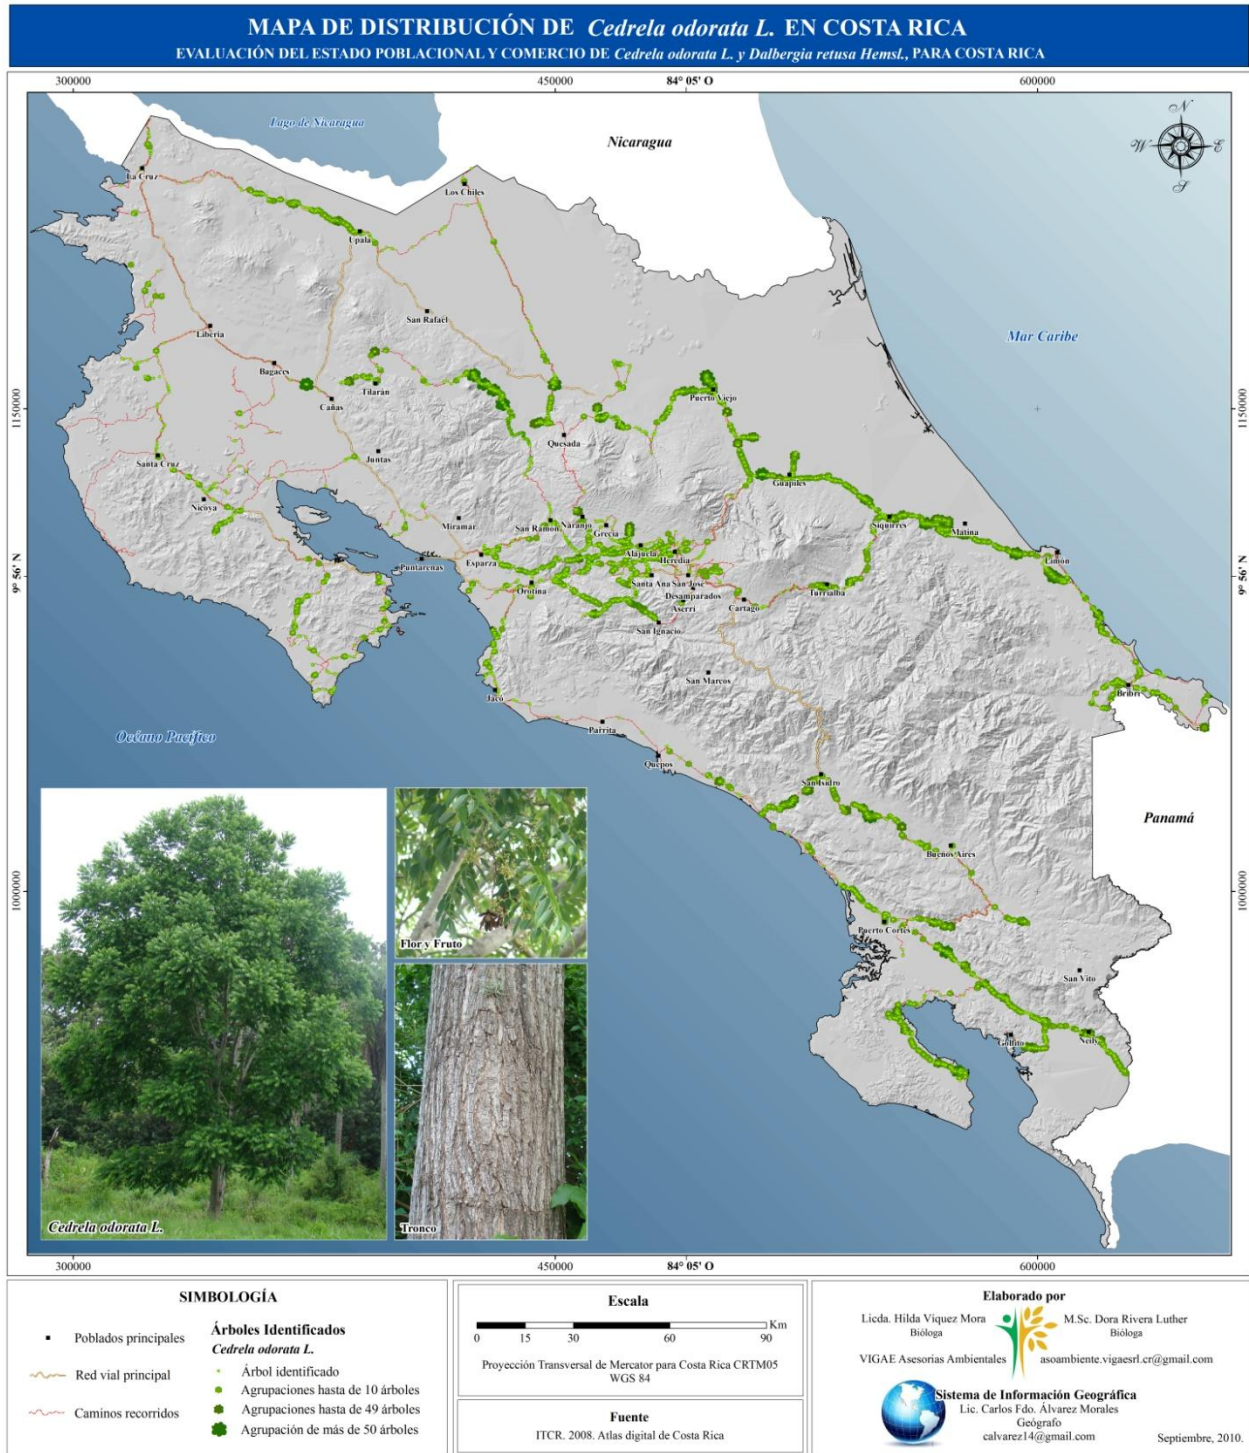 MAPA DE DISTRIBUCIÓN DE Cedrela odorata L. EN COSTA RICA
EVALUACIÓN DEL ESTADO POBLACIONAL Y COMERCIO DE Cedrela odorata L. y Dalbergia retusa Hemsl., PARA COSTA RICA
300000
450000
84° 05' O
600000
Lago de Nicaragua
Nicaragua
N
W
E
S
La Cruz
Los Chiles
Upala
San Rafael
Liberia
Mar Caribe
Bagaces
Tilarán
Cañas
Puerto Viejo
1150000
1150000
Quesada
Juntas
Santa Cruz
Guapiles
Nicoya
Miramar
San Ramón
Naranjo
Grecia
Siquirres
Matina
Puntarenas
Esparza
Alajuela
Heredia
Limon
9° 56' N
9° 56' N
Orotina
Santa Ana
San José
Desamparados
Aserrí
Cartago
Turrialba
San Ignacio
San Marcos
Jacó
Bribrí
Océano Pacífico
Parrita
Quepos
San Isidro
Panamá
Buenos Aires
1000000
1000000
Puerto Cortés
San Vito
Golfito
Neily
Flor y Fruto
Cedrela odorata L.
Tronco
300000
450000
84° 05' O
600000
SIMBOLOGÍA
Poblados principales
Red vial principal
Caminos recorridos
Árboles Identificados
Cedrela odorata L.
Árbol identificado
Agrupaciones hasta de 10 árboles
Agrupaciones hasta de 49 árboles
Agrupación de más de 50 árboles
Escala
Km
0 15 30 60 90
Proyección Transversal de Mercator para Costa Rica CRTM05
WGS 84
Fuente
ITCR. 2008. Atlas digital de Costa Rica
Elaborado por
Licda. Hilda Víquez Mora
Bióloga
M.Sc. Dora Rivera Luther
Bióloga
VIGAE Asesorias Ambientales
asoambiente.vigaesrl.cr@gmail.com
Sistema de Información Geográfica
Lic. Carlos Fdo. Álvarez Morales
Geógrafo
calvarez14@gmail.com
Septiembre, 2010.